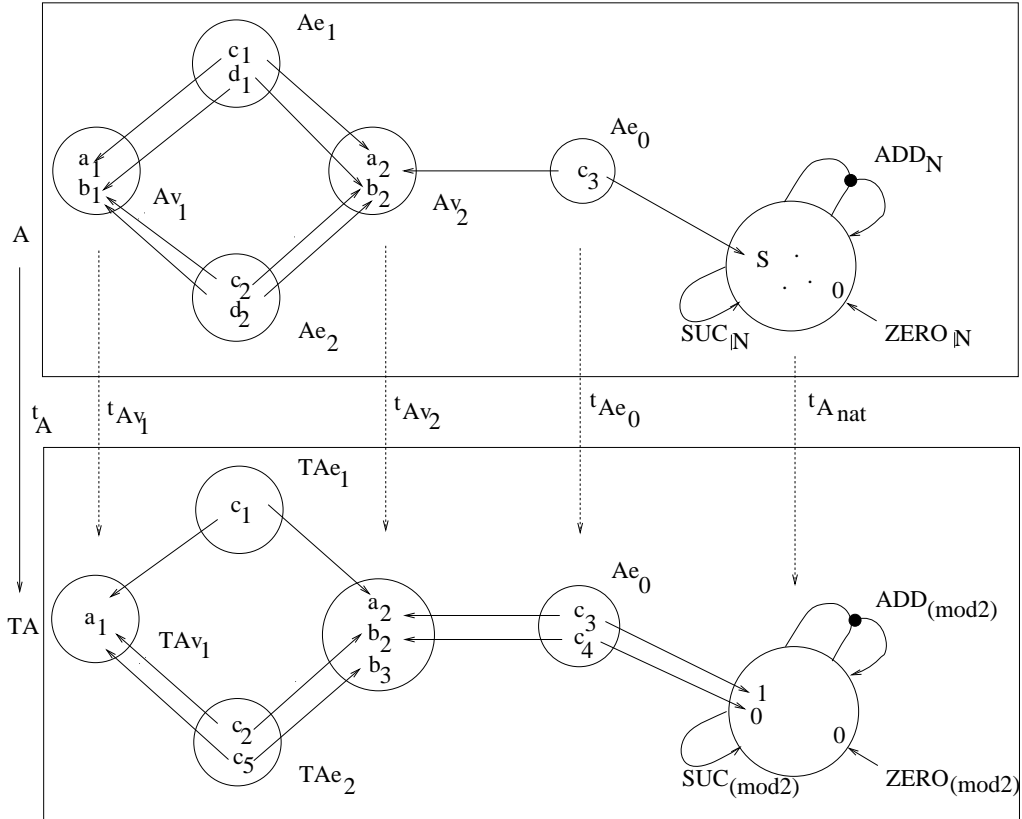 Ae1
c1
d1
a1
b1
Av1
a2
b2
Av2
Ae0
c3
ADDN
S
0
SUC|N
ZERO|N
c2
d2
Ae2
A
tA
tAv1
tAv2
tAe0
tAnat
TAe1
c1
TA
a1
TAv1
a2
b2
b3
Ae0
c3
c4
ADD(mod2)
1
0
0
SUC(mod2)
ZERO(mod2)
c2
c5
TAe2